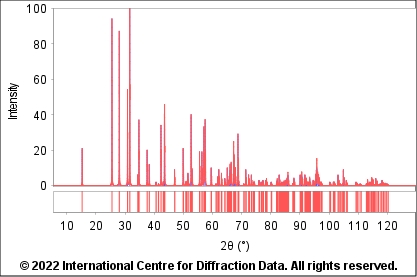 100
80
60
40
20
0
Intensity
10 20 30 40 50 60 70 80 90 100 110 120
2θ (°)
© 2022 International Centre for Diffraction Data. All rights reserved.